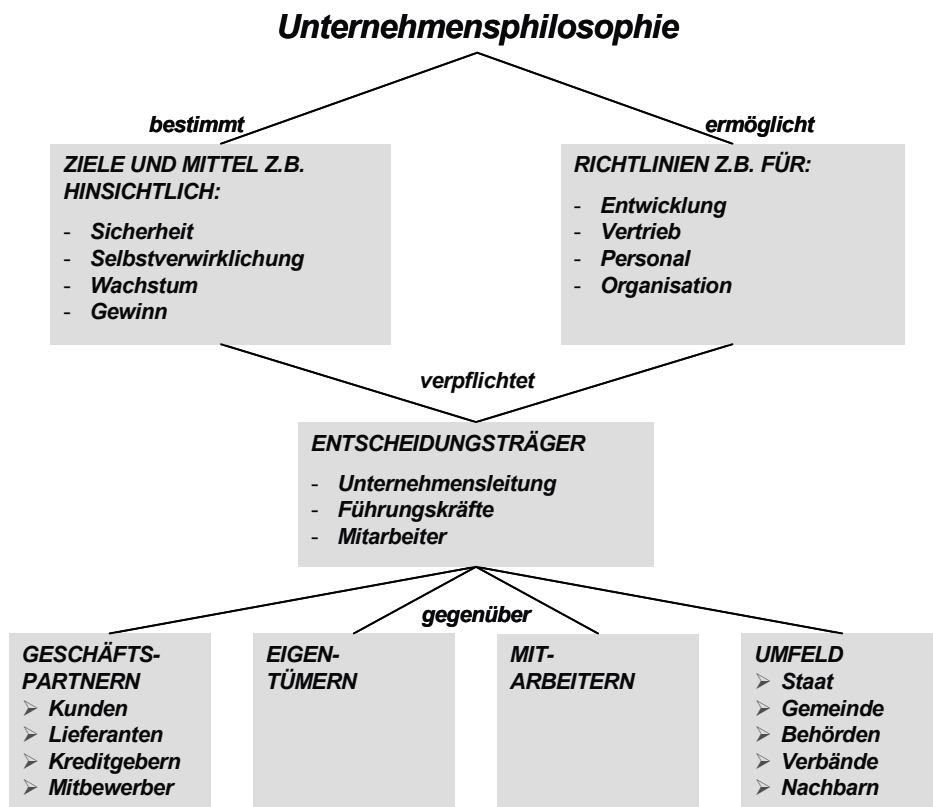 Unternehmensphilosophie
bestimmt
ermöglicht
ZIELE UND MITTEL Z.B.
HINSICHTLICH:
- Sicherheit
- Selbstverwirklichung
- Wachstum
- Gewinn
RICHTLINIEN Z.B. FÜR:
- Entwicklung
- Vertrieb
- Personal
- Organisation
verpflichtet
ENTSCHEIDUNGSTRÄGER
- Unternehmensleitung
- Führungskräfte
- Mitarbeiter
gegenüber
GESCHÄFTS-
PARTNERN
➢ Kunden
➢ Lieferanten
➢ Kreditgebern
➢ Mitbewerber
EIGEN-
TÜMERN
MIT-
ARBEITERN
UMFELD
➢ Staat
➢ Gemeinde
➢ Behörden
➢ Verbände
➢ Nachbarn